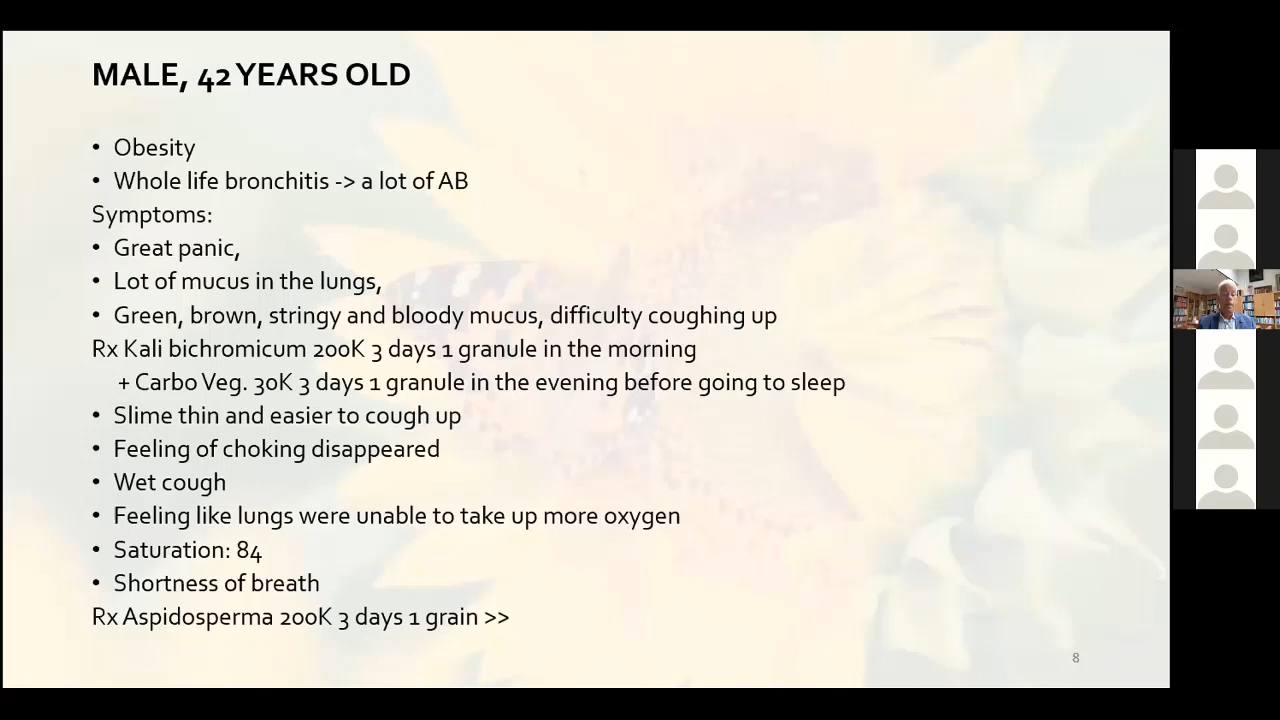 MALE, 42 YEARS OLD
• Obesity
• Whole life bronchitis -> a lot of AB
Symptoms:
• Great panic,
• Lot of mucus in the lungs,
• Green, brown, stringy and bloody mucus, difficulty coughing up
Rx Kali bichromicum 200K 3 days 1 granule in the morning
+ Carbo Veg. 30K 3 days 1 granule in the evening before going to sleep
• Slime thin and easier to cough up
• Feeling of choking disappeared
• Wet cough
• Feeling like lungs were unable to take up more oxygen
• Saturation: 84
• Shortness of breath
Rx Aspidosperma 200K 3 days 1 grain >>
8